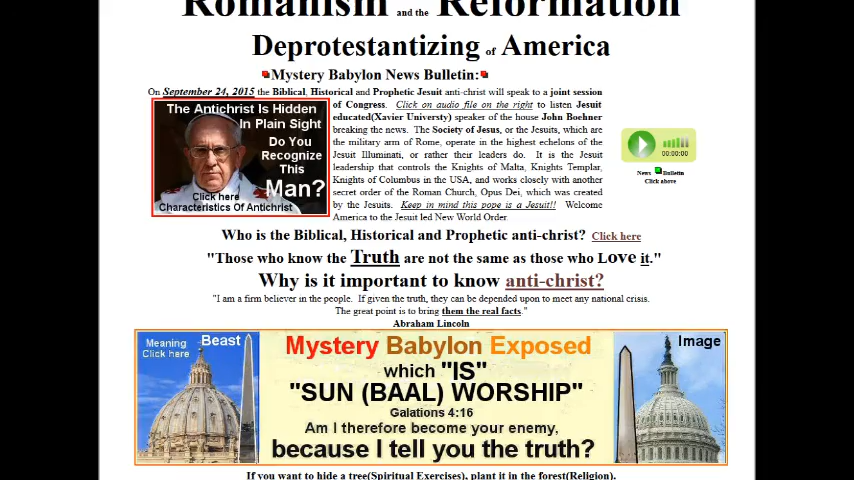 Romanism and the Reformation
Deprotestantizing of America
Mystery Babylon News Bulletin:
On September 24, 2015 the Biblical, Historical and Prophetic Jesuit anti-christ will speak to a joint session
of Congress. Click on audio file on the right to listen Jesuit
educated(Xavier Universty) speaker of the house John Boehner
breaking the news. The Society of Jesus, or the Jesuits, which are
the military arm of Rome, operate in the highest echelons of the
Jesuit Illuminati, or rather their leaders do. It is the Jesuit
leadership that controls the Knights of Malta, Knights Templar,
Knights of Columbus in the USA, and works closely with another
secret order of the Roman Church, Opus Dei, which was created
by the Jesuits. Keep in mind this pope is a Jesuit!! Welcome
America to the Jesuit led New World Order.
The Antichrist Is Hidden
In Plain Sight
Do You
Recognize
This
Man?
Click here
Characteristics Of Antichrist
00:00:00
News Bulletin
Click above
Who is the Biblical, Historical and Prophetic anti-christ? Click here
"Those who know the Truth are not the same as those who Love it."
Why is it important to know anti-christ?
"I am a firm believer in the people. If given the truth, they can be depended upon to meet any national crisis.
The great point is to bring them the real facts."
Abraham Lincoln
Meaning
Click here
Beast
Mystery Babylon Exposed
which "IS"
"SUN (BAAL) WORSHIP"
Galations 4:16
Am I therefore become your enemy,
because I tell you the truth?
Image
If you want to hide a tree(Spiritual Exercises), plant it in the forest(Religion).